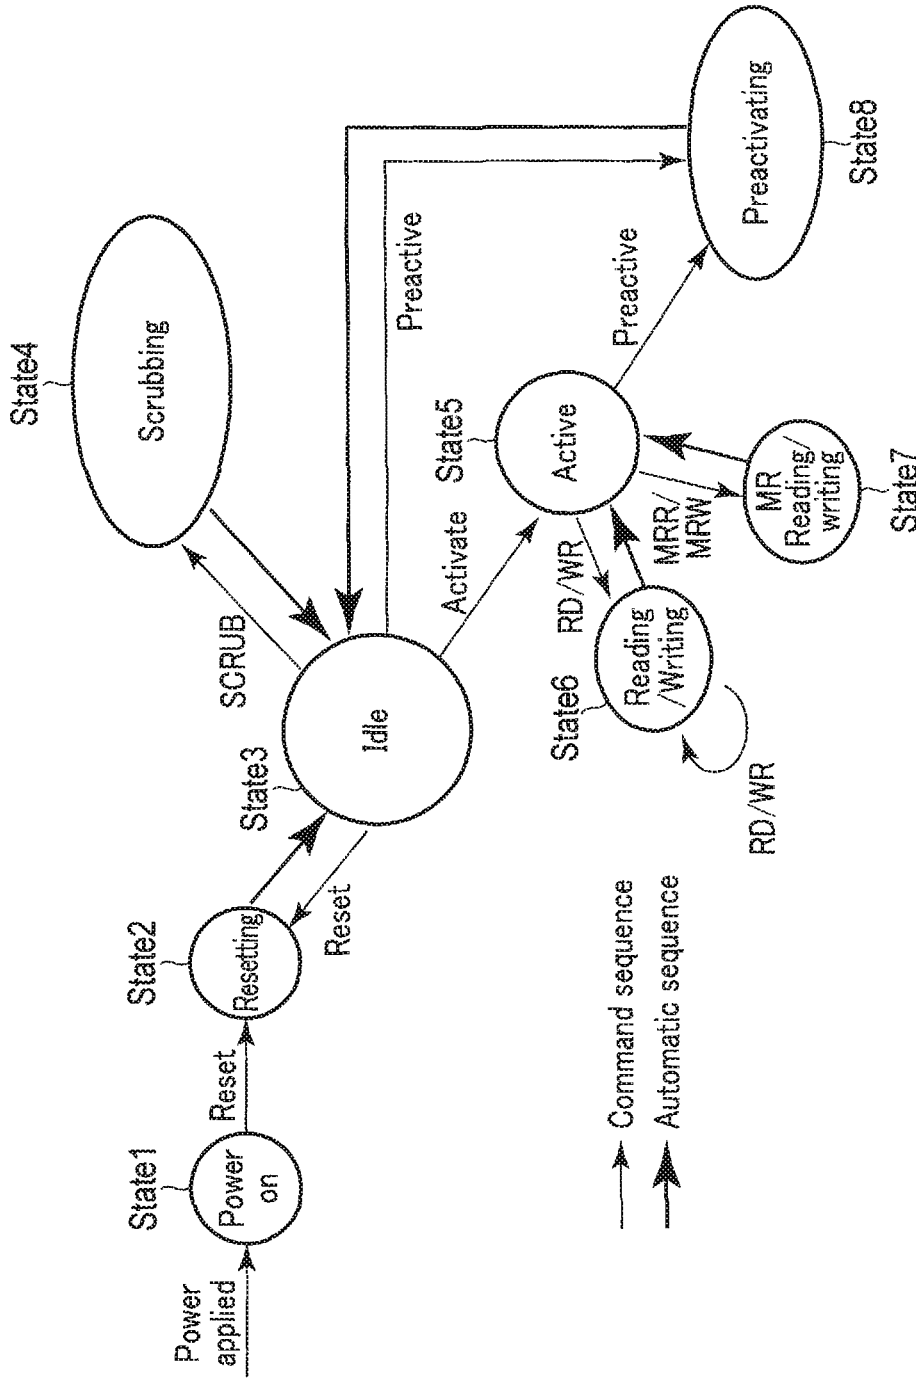 Power
applied
State1
Power
on
Reset
State2
Resetting
Reset
State3
Idle
SCRUB
State4
Scrubbing
Activate
Preactive
State5
Active
Preactive
RD/WR
State6
Reading
/Writing
RD/WR
MRR/
MRW
MR
Reading/
writing
State7
Preactivating
State8
Command sequence
Automatic sequence